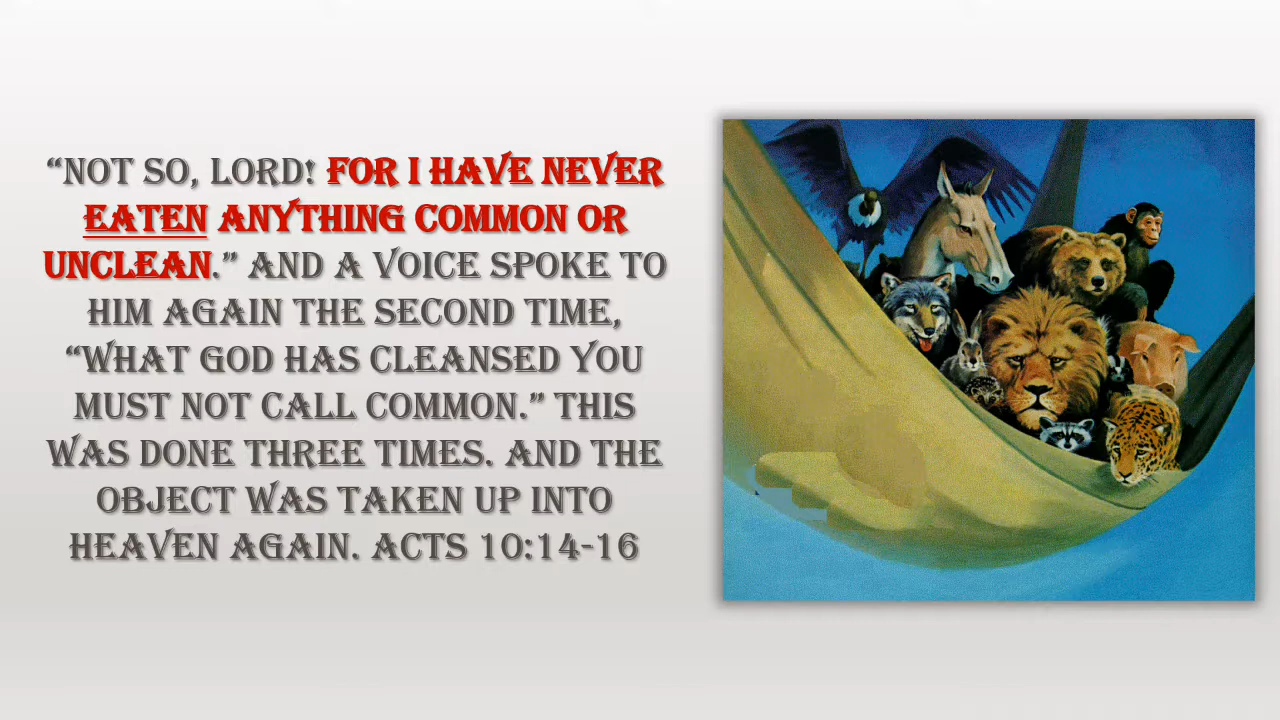 “NOT SO, LORD! FOR I HAVE NEVER
EATEN ANYTHING COMMON OR
UNCLEAN.” AND A VOICE SPOKE TO
HIM AGAIN THE SECOND TIME,
“WHAT GOD HAS CLEANSED YOU
MUST NOT CALL COMMON.” THIS
WAS DONE THREE TIMES. AND THE
OBJECT WAS TAKEN UP INTO
HEAVEN AGAIN. ACTS 10:14-16